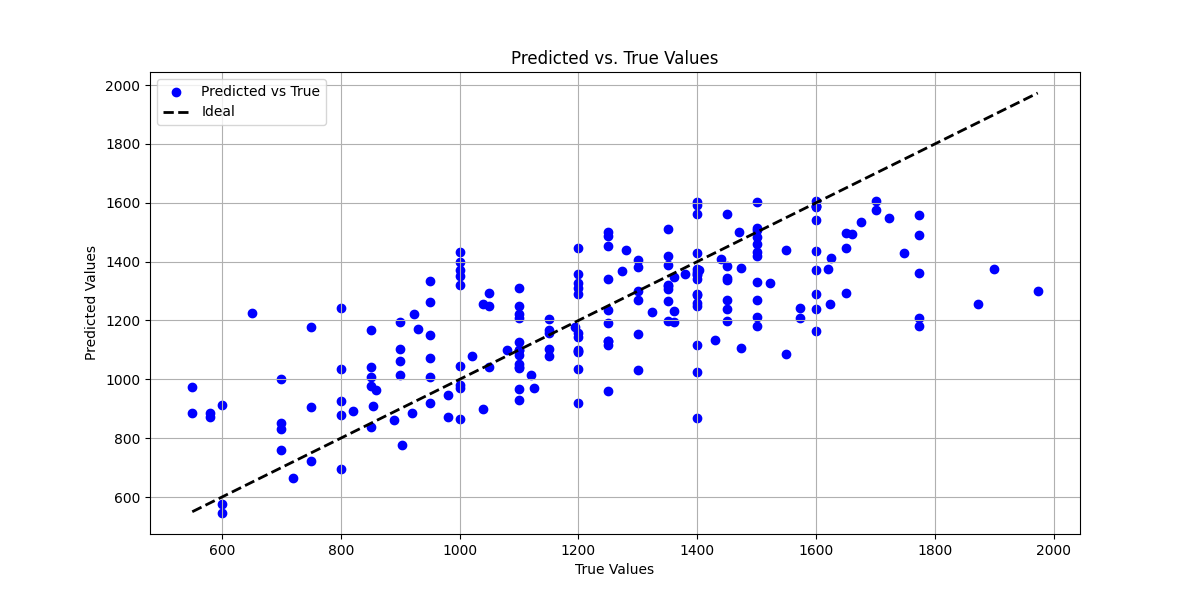 Predicted vs. True Values
Predicted vs True
Ideal
2000
1800
1600
1400
1200
1000
800
600
Predicted Values
600 800 1000 1200 1400 1600 1800 2000
True Values